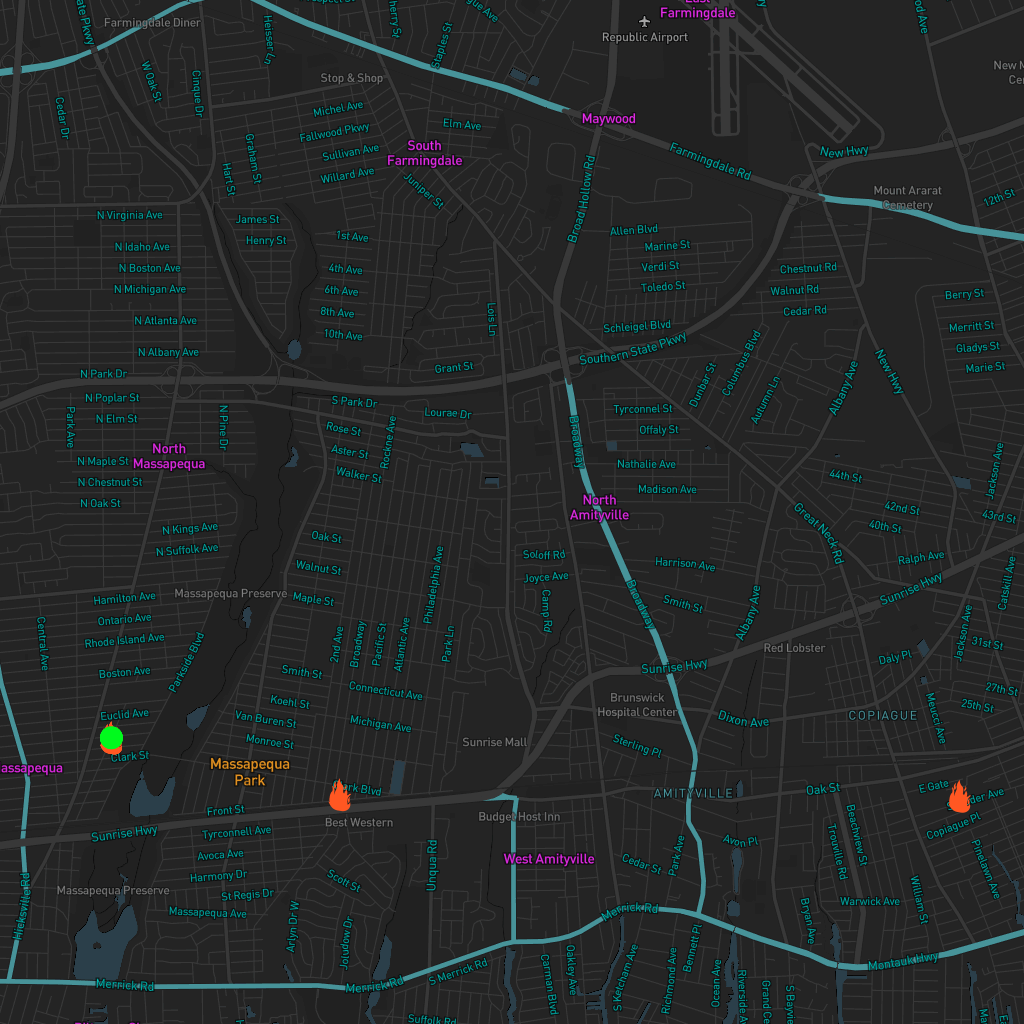 East
Farmingdale
Farmingdale Diner
Heisser Ln
Staples St
Republic Airport
W Oak St
Cinque Dr
Stop & Shop
Cedar Dr
Michel Ave
Elm Ave
Maywood
Fallwood Pkwy
Graham St
Sullivan Ave
South
Farmingdale
Farmingdale Rd
New Hwy
Hart St
Willard Ave
Juniper St
Broad Hollow Rd
Mount Ararat
Cemetery
12th St
N Virginia Ave
James St
1st Ave
Allen Blvd
N Idaho Ave
Henry St
Marine St
N Boston Ave
4th Ave
Verdi St
Chestnut Rd
N Michigan Ave
6th Ave
Toledo St
Walnut Rd
Berry St
N Atlanta Ave
8th Ave
Lois Ln
Schleigel Blvd
Cedar Rd
Merritt St
10th Ave
Southern State Pkwy
Columbus Blvd
Gladys St
N Albany Ave
Grant St
Dunbar St
New Hwy
Marie St
N Park Dr
Autumn Ln
Albany Ave
N Poplar St
S Park Dr
Lourae Dr
Tyrconnel St
N Elm St
Park Ave
N Pine Dr
Rose St
Rockne Ave
Broadway
Offaly St
North
Massapequa
Aster St
N Maple St
Walker St
Nathalie Ave
44th St
Jackson Ave
N Chestnut St
Madison Ave
N Oak St
North
Amityville
42nd St
43rd St
40th St
Great Neck Rd
N Kings Ave
Oak St
N Suffolk Ave
Soloff Rd
Harrison Ave
Ralph Ave
Walnut St
Joyce Ave
Sunrise Hwy
Catskill Ave
Massapequa Preserve
Hamilton Ave
Maple St
Philadelphia Ave
Camp Rd
Broadway
Smith St
Albany Ave
Ontario Ave
Central Ave
Rhode Island Ave
2nd Ave
Broadway
Pacific St
Atlantic Ave
Park Ln
Red Lobster
Jackson Ave
31st St
Parkside Blvd
Boston Ave
Smith St
Sunrise Hwy
Daly Pl
Connecticut Ave
27th St
Koehl St
Brunswick
Hospital Center
Meucci Ave
25th St
Euclid Ave
Van Buren St
Michigan Ave
Dixon Ave
COPIAGUE
Monroe St
Sunrise Mall
Sterling Pl
Clark St
Massapequa
Park
Oak St
E Gate
AMITYVILLE
Front St
Best Western
Budget Host Inn
Copiague Pl
Sunrise Hwy
Tyrconnell Ave
Beachview St
Trouville Rd
Avoca Ave
Unqua Rd
West Amityville
Cedar St
Park Ave
Avon Pl
Pinelawn Ave
Harmony Dr
Scott St
Massapequa Preserve
St Regis Dr
Hicksville Rd
Massapequa Ave
Arlyn Dr W
Joludow Dr
Merrick Rd
Warwick Ave
William St
Bryan Ave
Bennett Pl
Merrick Rd
Merrick Rd
S Merrick Rd
Carman Blvd
Oakley Ave
S Ketcham Ave
Richmond Ave
Ocean Ave
Montauk Hwy
Suffolk Rd